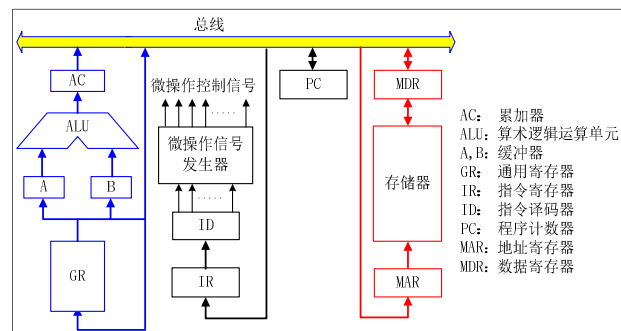 总线
AC
微操作控制信号
PC
MDR
ALU
微操作信号
发生器
存储器
A
B
ID
GR
IR
MAR
AC： 累加器
ALU：算术逻辑运算单元
A,B：缓冲器
GR： 通用寄存器
IR： 指令寄存器
ID： 指令译码器
PC： 程序计数器
MAR：地址寄存器
MDR：数据寄存器